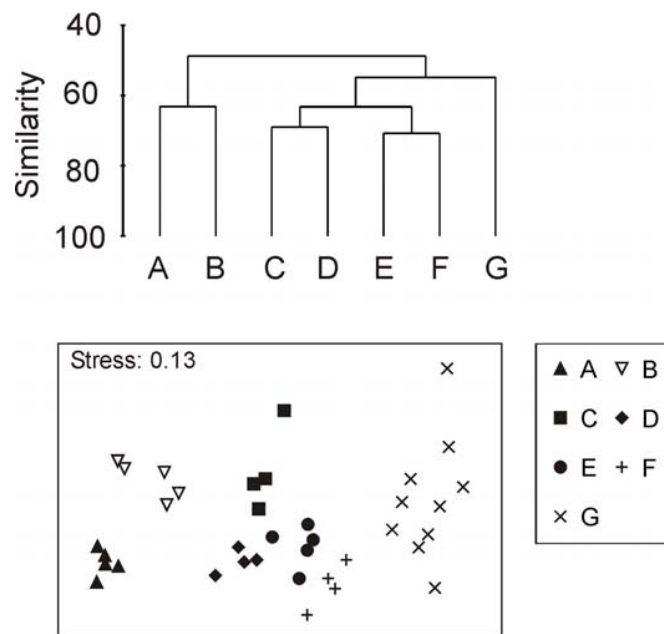 40
60
80
100
Similarity
A B C D E F G
Stress: 0.13
A B
C D
E F
G